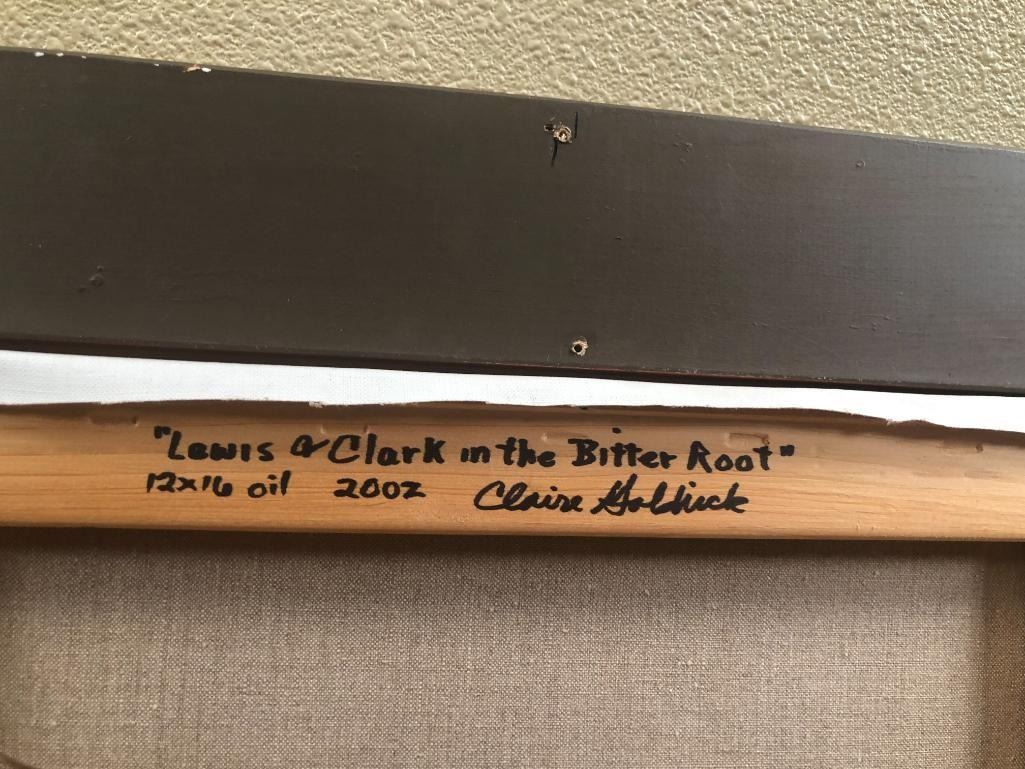 "Lewis & Clark in the Bitter Root"
12x16 oil 2002 Claire Goldrick